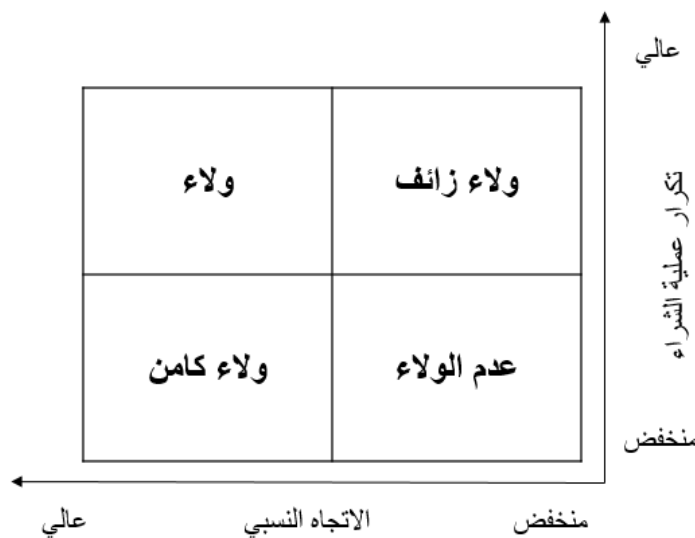 عالي
تكرار عملية الشراء
ولاء زائف
ولاء
عدم الولاء
ولاء كامن
منخفض
منخفض
الاتجاه النسبي
عالي